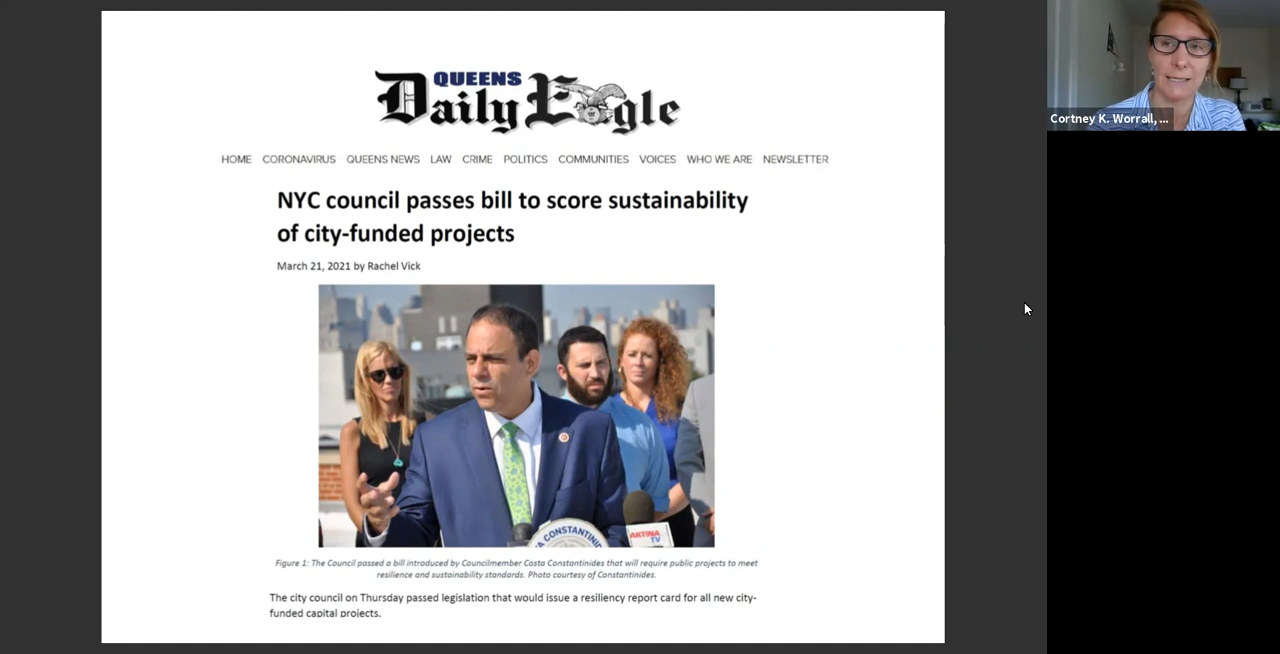 QUEENS
Daily Eagle
HOME CORONAVIRUS QUEENS NEWS LAW CRIME POLITICS COMMUNITIES VOICES WHO WE ARE NEWSLETTER
NYC council passes bill to score sustainability
of city-funded projects
March 21, 2021 by Rachel Vick
A CONSTANTINID
AKTINA
TV
Figure 1: The Council passed a bill introduced by Councilmember Costa Constantinides that will require public projects to meet
resilience and sustainability standards. Photo courtesy of Constantinides.
The city council on Thursday passed legislation that would issue a resiliency report card for all new city-
funded capital projects.
Cortney K. Worrall, ...